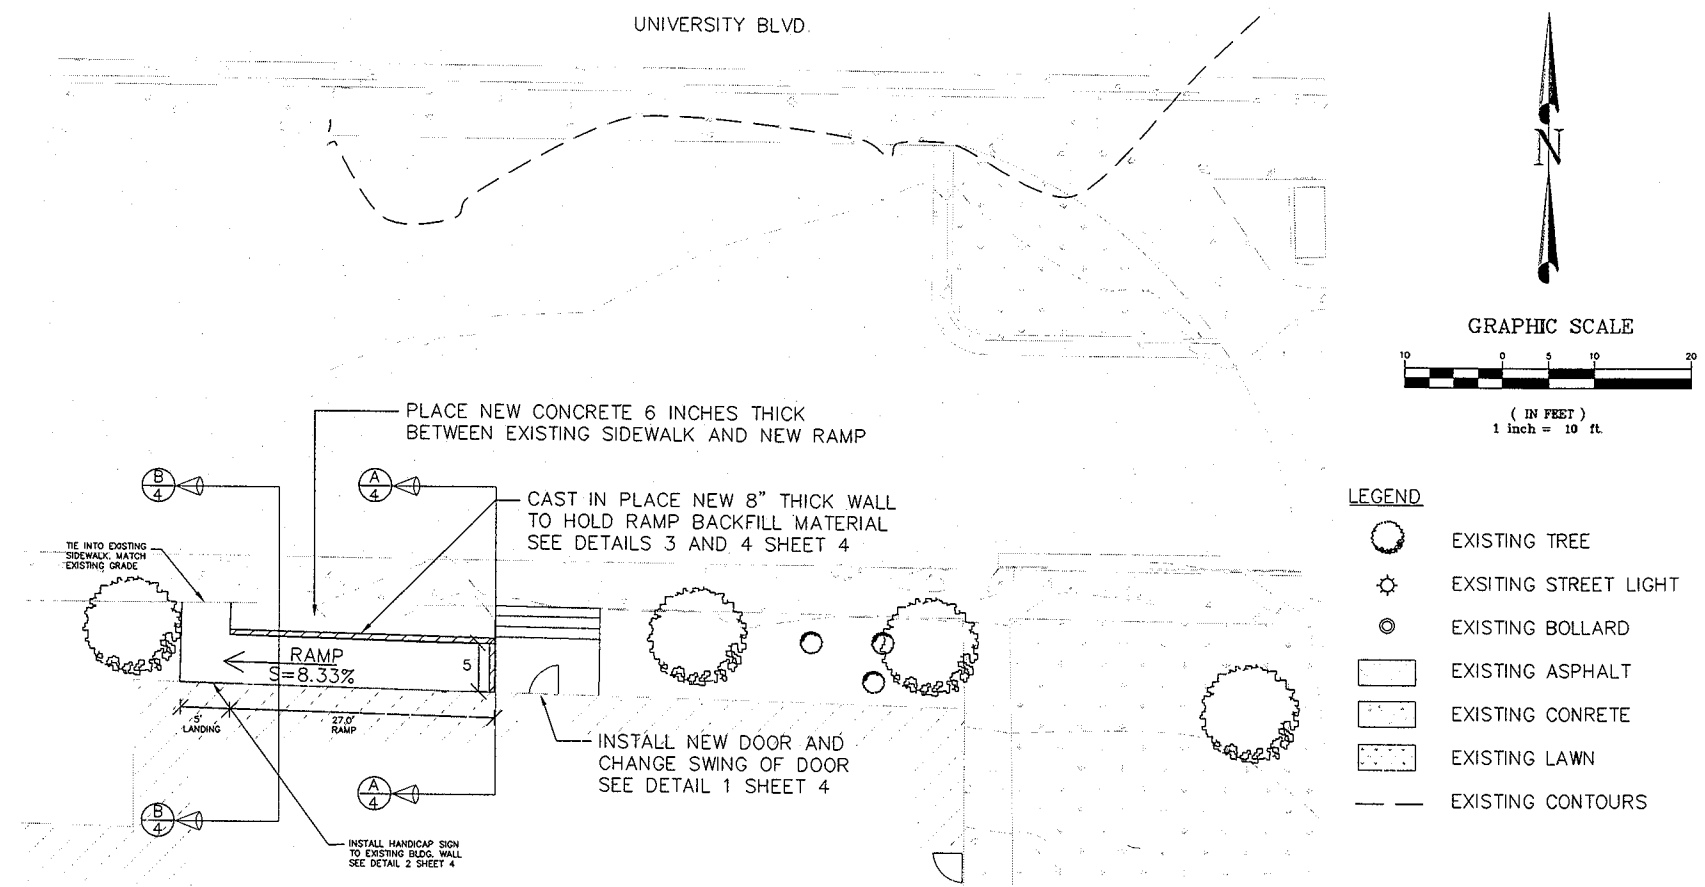 UNIVERSITY BLVD.
N
GRAPHIC SCALE
10 0 5 10 20
( IN FEET )
1 inch = 10 ft.
PLACE NEW CONCRETE 6 INCHES THICK
BETWEEN EXISTING SIDEWALK AND NEW RAMP
B
4
A
4
CAST IN PLACE NEW 8" THICK WALL
TO HOLD RAMP BACKFILL MATERIAL
SEE DETAILS 3 AND 4 SHEET 4
TIE INTO EXISTING
SIDEWALK, MATCH
EXISTING GRADE
RAMP
S=8.33%
5
5'
LANDING
27.0'
RAMP
INSTALL NEW DOOR AND
CHANGE SWING OF DOOR
SEE DETAIL 1 SHEET 4
A
4
B
4
INSTALL HANDICAP SIGN
TO EXISTING BLDG. WALL
SEE DETAIL 2 SHEET 4
LEGEND
EXISTING TREE
EXSITING STREET LIGHT
EXISTING BOLLARD
EXISTING ASPHALT
EXISTING CONRETE
EXISTING LAWN
EXISTING CONTOURS